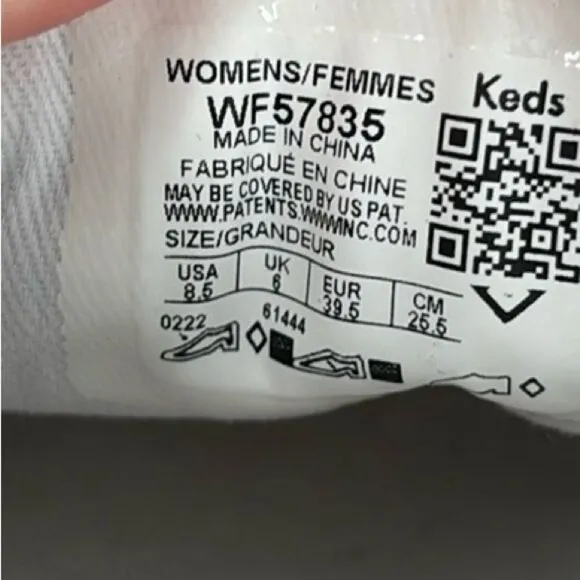 WOMENS/FEMMES
Keds
WF57835
MADE IN CHINA
FABRIQUÉ EN CHINE
MAY BE COVERED BY US PAT.
WWW.PATENTS.WWWINC.COM
SIZE/GRANDEUR
USA UK EUR CM
8.5 6 39.5 25.5
0222 61444